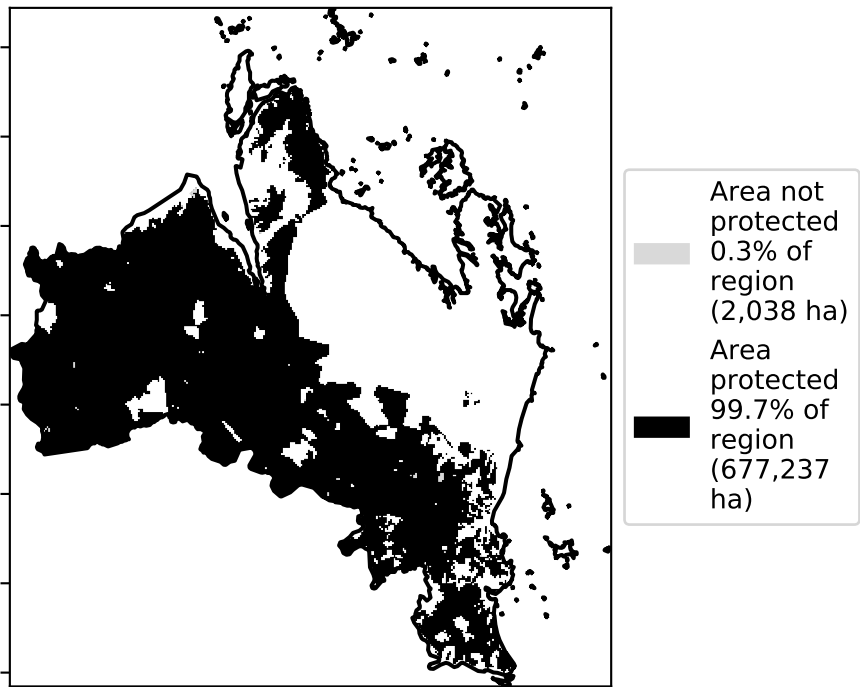 Area not
protected
0.3% of
region
(2,038 ha)
Area
protected
99.7% of
region
(677,237
ha)